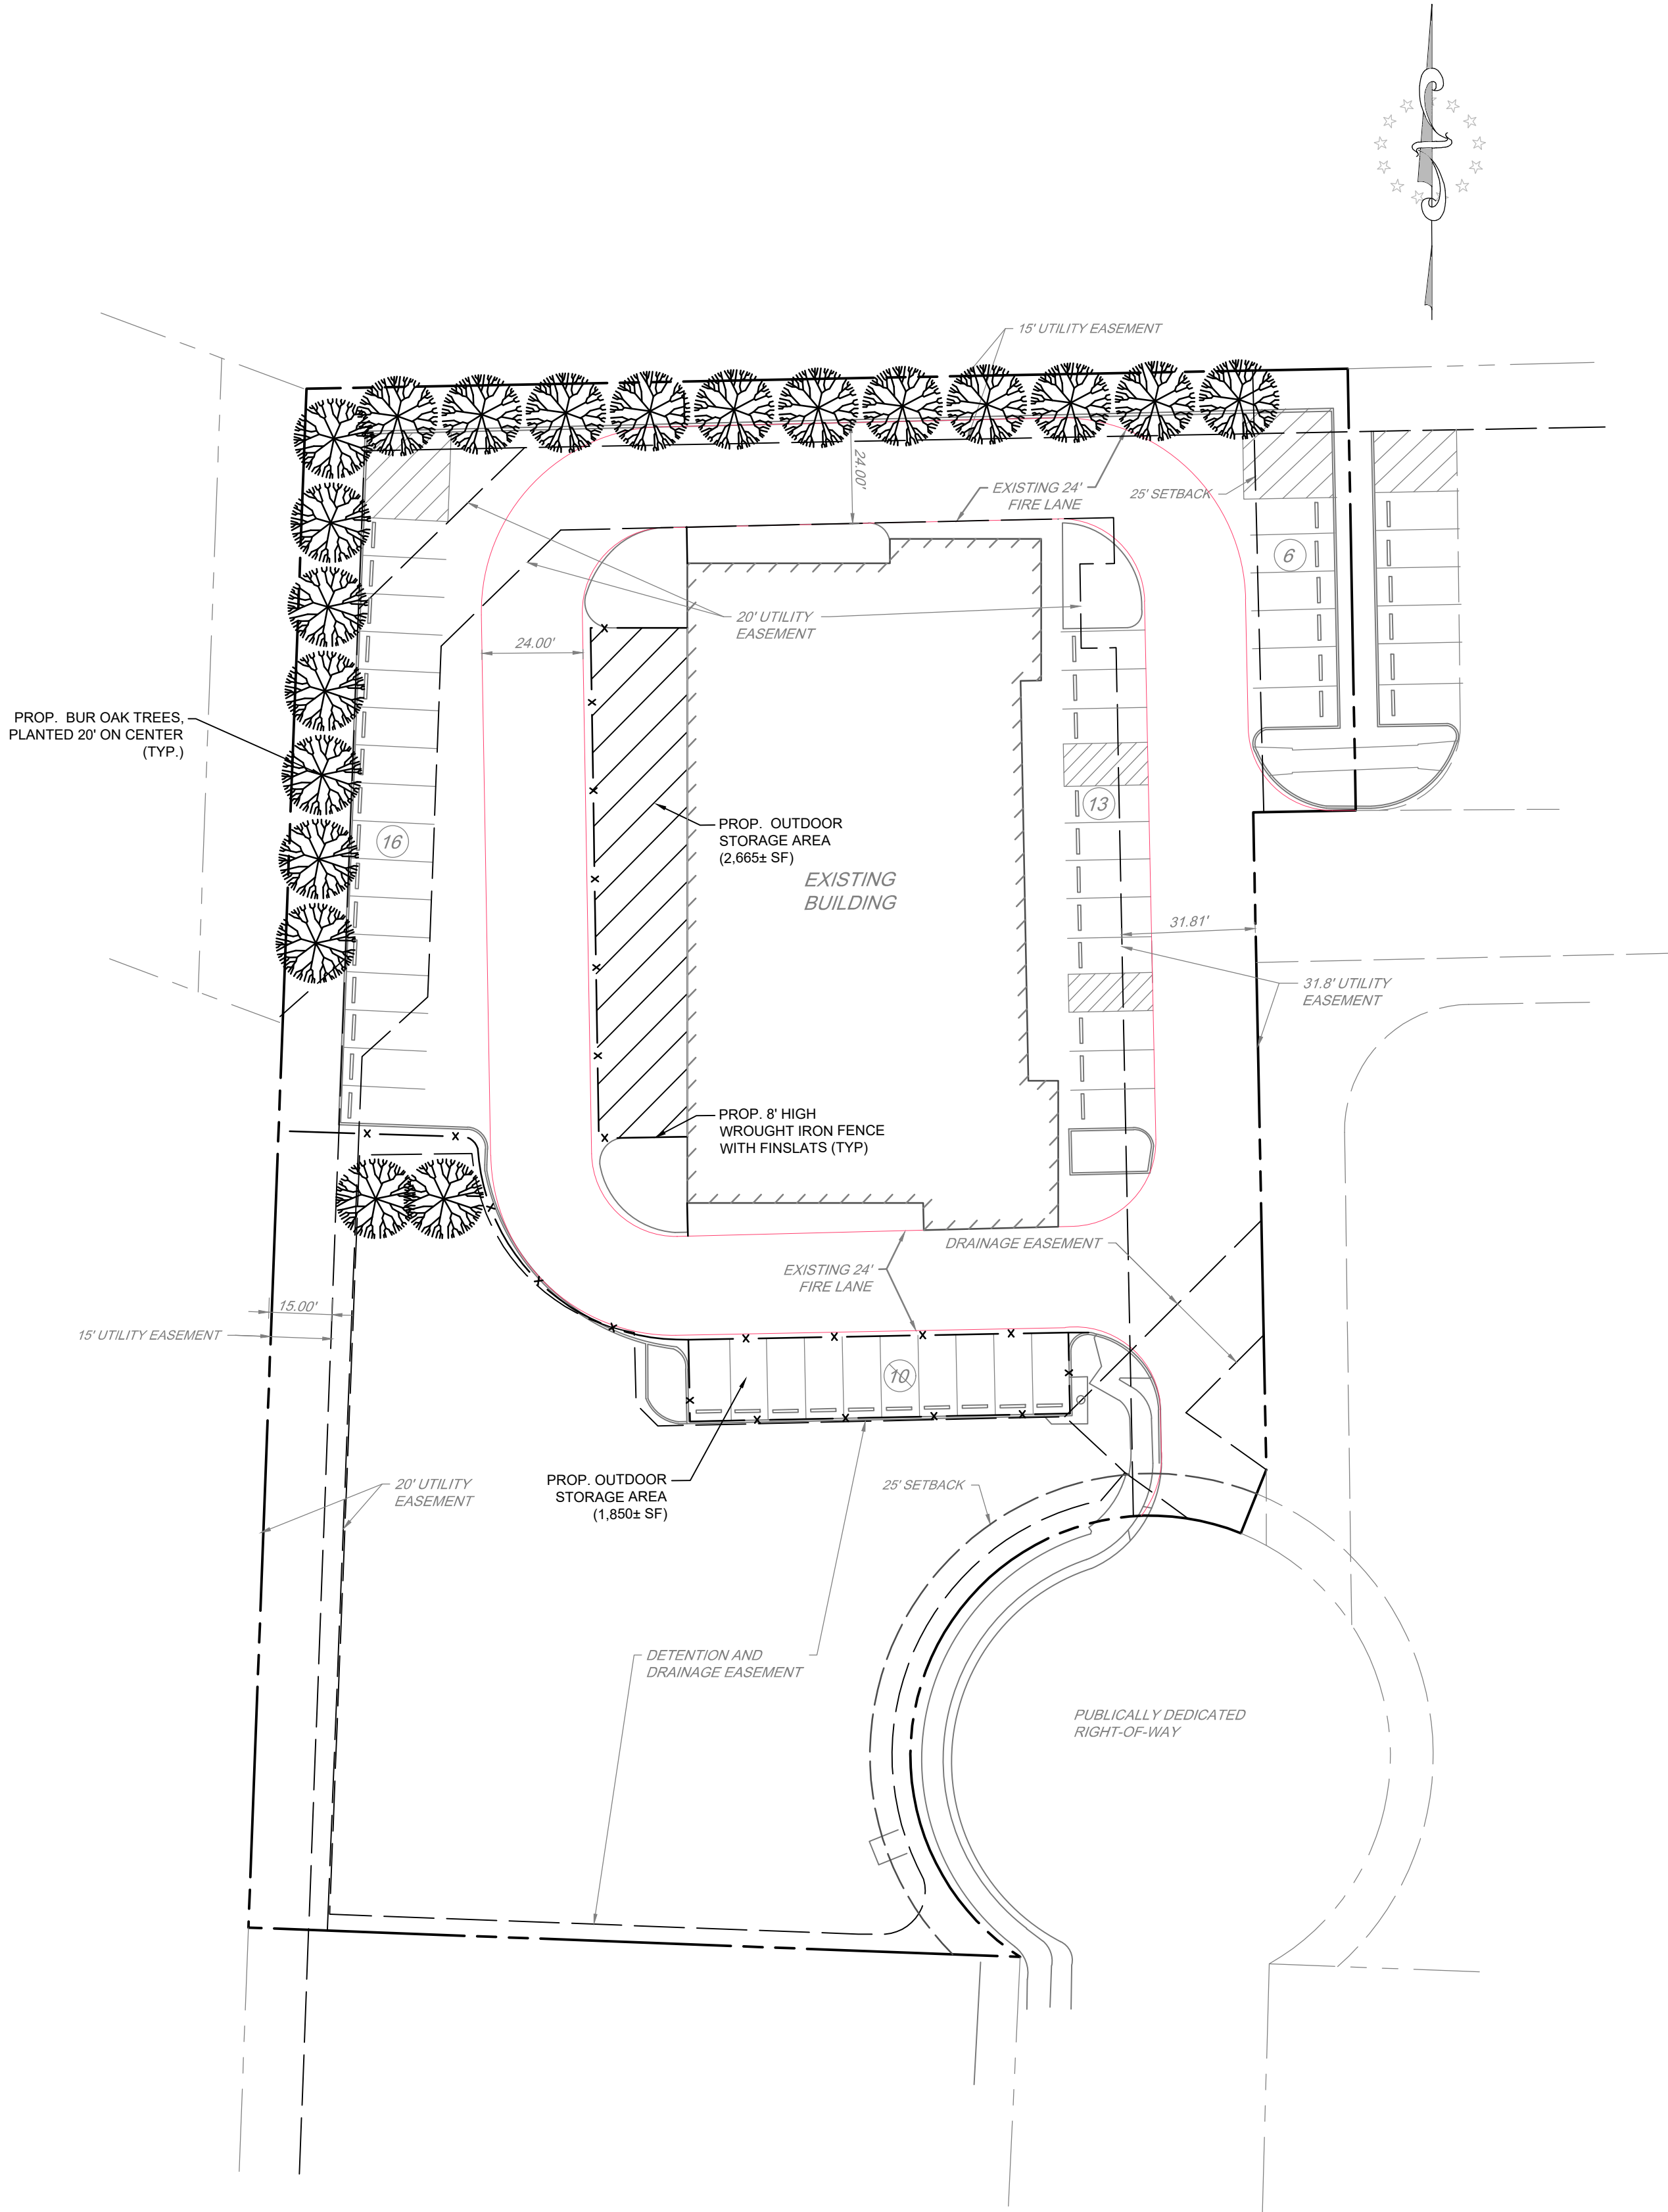 15' UTILITY EASEMENT
24.00'
EXISTING 24'
FIRE LANE
25' SETBACK
6
20' UTILITY
EASEMENT
24.00'
PROP.  BUR OAK TREES,
PLANTED 20' ON CENTER
(TYP.)
16
PROP.  OUTDOOR
STORAGE AREA
(2,665± SF)
13
EXISTING
BUILDING
31.81'
31.8' UTILITY
EASEMENT
PROP. 8' HIGH
WROUGHT IRON FENCE
WITH FINSLATS (TYP)
DRAINAGE EASEMENT
EXISTING 24'
FIRE LANE
15.00'
15' UTILITY EASEMENT
10
20' UTILITY
EASEMENT
PROP. OUTDOOR
STORAGE AREA
(1,850± SF)
25' SETBACK
DETENTION AND
DRAINAGE EASEMENT
PUBLICALLY DEDICATED
RIGHT-OF-WAY